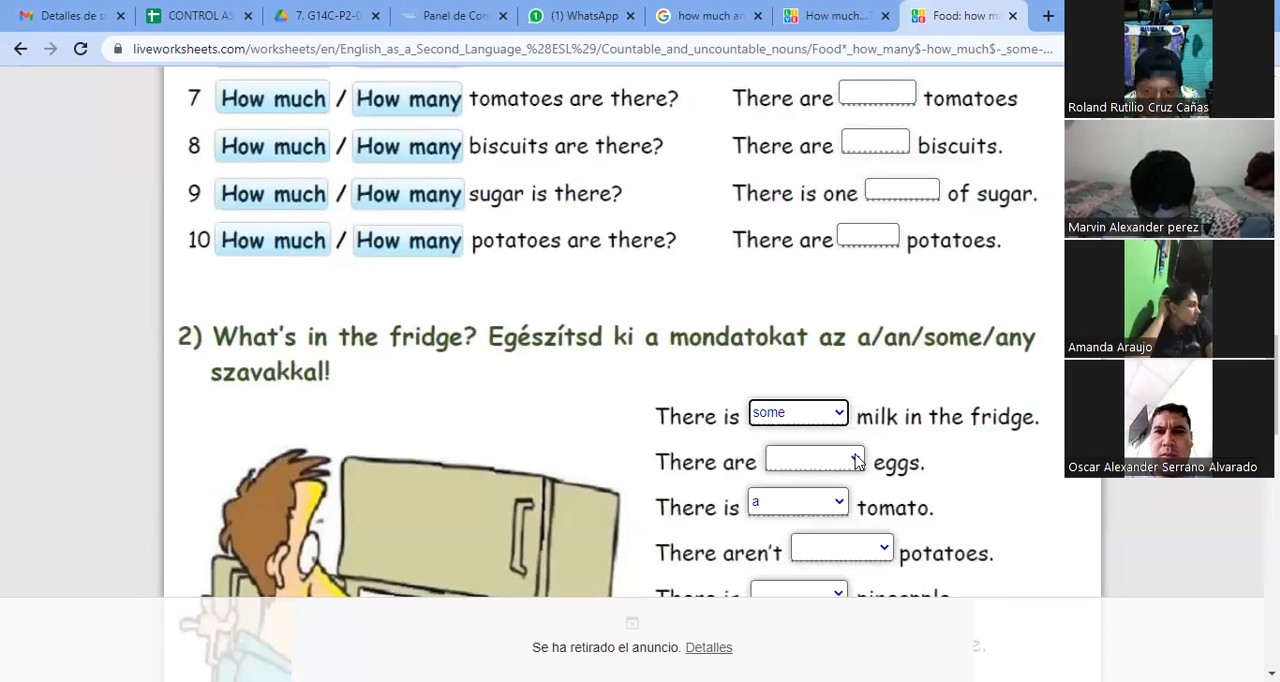 Detalles de s
CONTROL AS
7. G14C-P2-0
Panel de Con
(1) WhatsApp
how much an
How much...
Food: how m
liveworksheets.com/worksheets/en/English_as_a_Second_Language_%28ESL%29/Countable_and_uncountable_nouns/Food*_how_many$-how_much$-_some-...
7 How much / How many tomatoes are there? There are tomatoes
8 How much / How many biscuits are there? There are biscuits.
9 How much / How many sugar is there? There is one of sugar.
10 How much / How many potatoes are there? There are potatoes.
2) What's in the fridge? Egészítsd ki a mondatokat az a/an/some/any
szavakkal!
There is some milk in the fridge.
There are eggs.
There is a tomato.
There aren't potatoes.
There is pineapple
Se ha retirado el anuncio. Detalles
Roland Rutilio Cruz Cañas
Marvin Alexander perez
Amanda Araujo
Oscar Alexander Serrano Alvarado